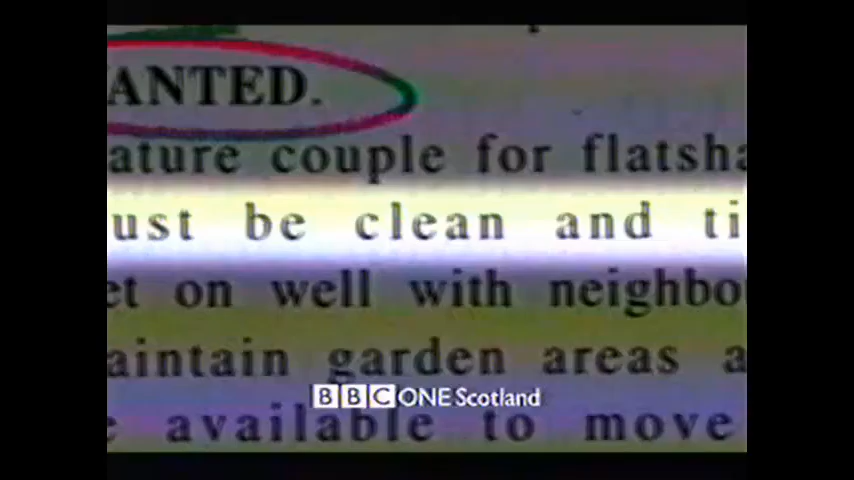 ANTED.
ature couple for flatsha
ust be clean and ti
et on well with neighbou
aintain garden areas a
e available to move
BBC ONE Scotland